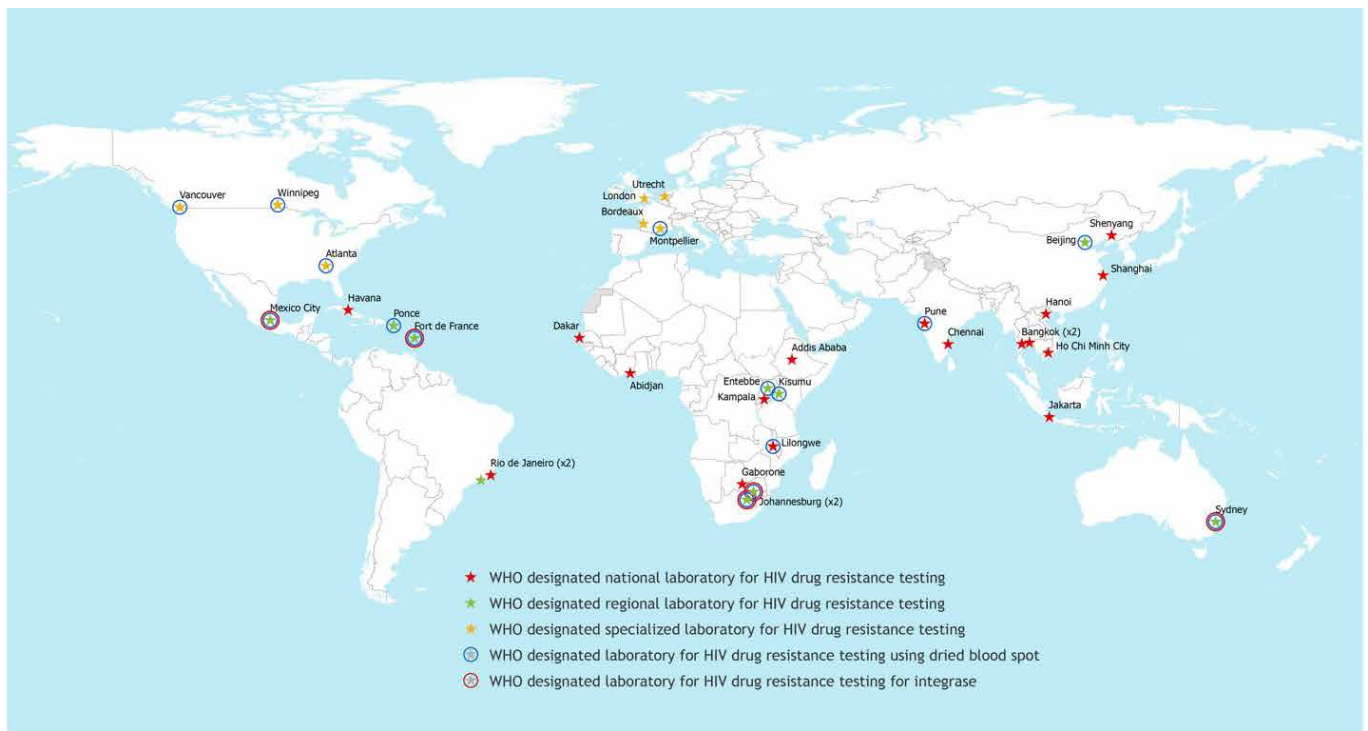 Vancouver
Winnipeg
Utrecht
London
Bordeaux
Montpellier
Shenyang
Beijing
Atlanta
Shanghai
Mexico City
Havana
Ponce
Fort de France
Dakar
Abidjan
Addis Ababa
Pune
Chennai
Hanoi
Bangkok (x2)
Ho Chi Minh City
Entebbe
Kisumu
Kampala
Jakarta
Lilongwe
Rio de Janeiro (x2)
Gaborone
Johannesburg (x2)
Sydney
WHO designated national laboratory for HIV drug resistance testing
WHO designated regional laboratory for HIV drug resistance testing
WHO designated specialized laboratory for HIV drug resistance testing
WHO designated laboratory for HIV drug resistance testing using dried blood spot
WHO designated laboratory for HIV drug resistance testing for integrase